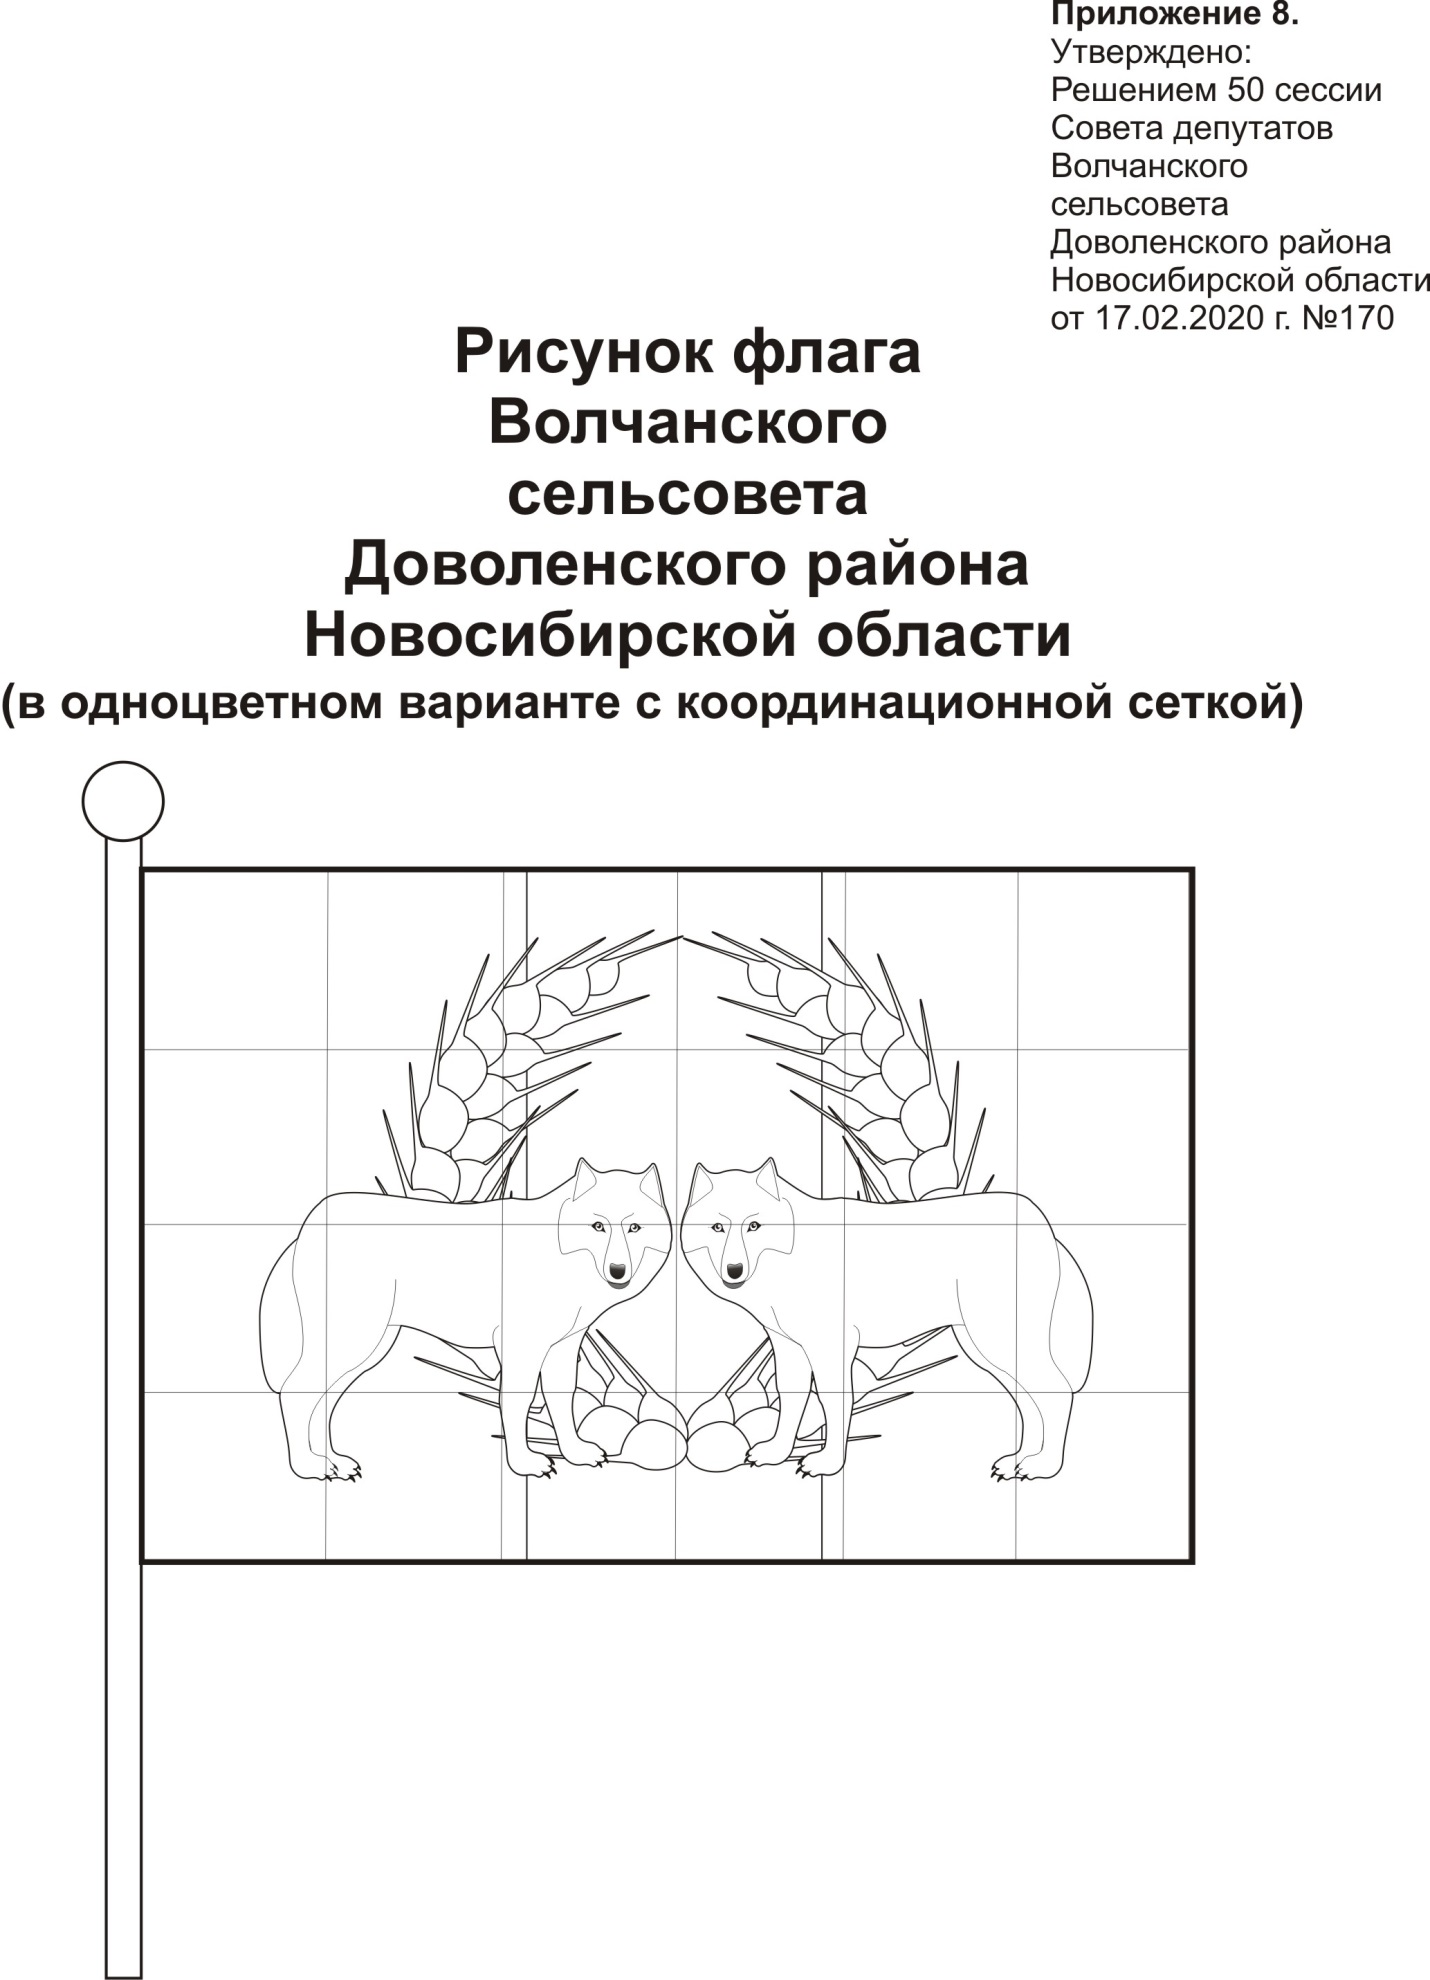 Приложение 8.
Утверждено:
Решением 50 сессии
Совета депутатов
Волчанского
сельсовета
Доволенского района
Новосибирской области
от 17.02.2020 г. №170
Рисунок флага
Волчанского
сельсовета
Доволенского района
Новосибирской области
(в одноцветном варианте с координационной сеткой)